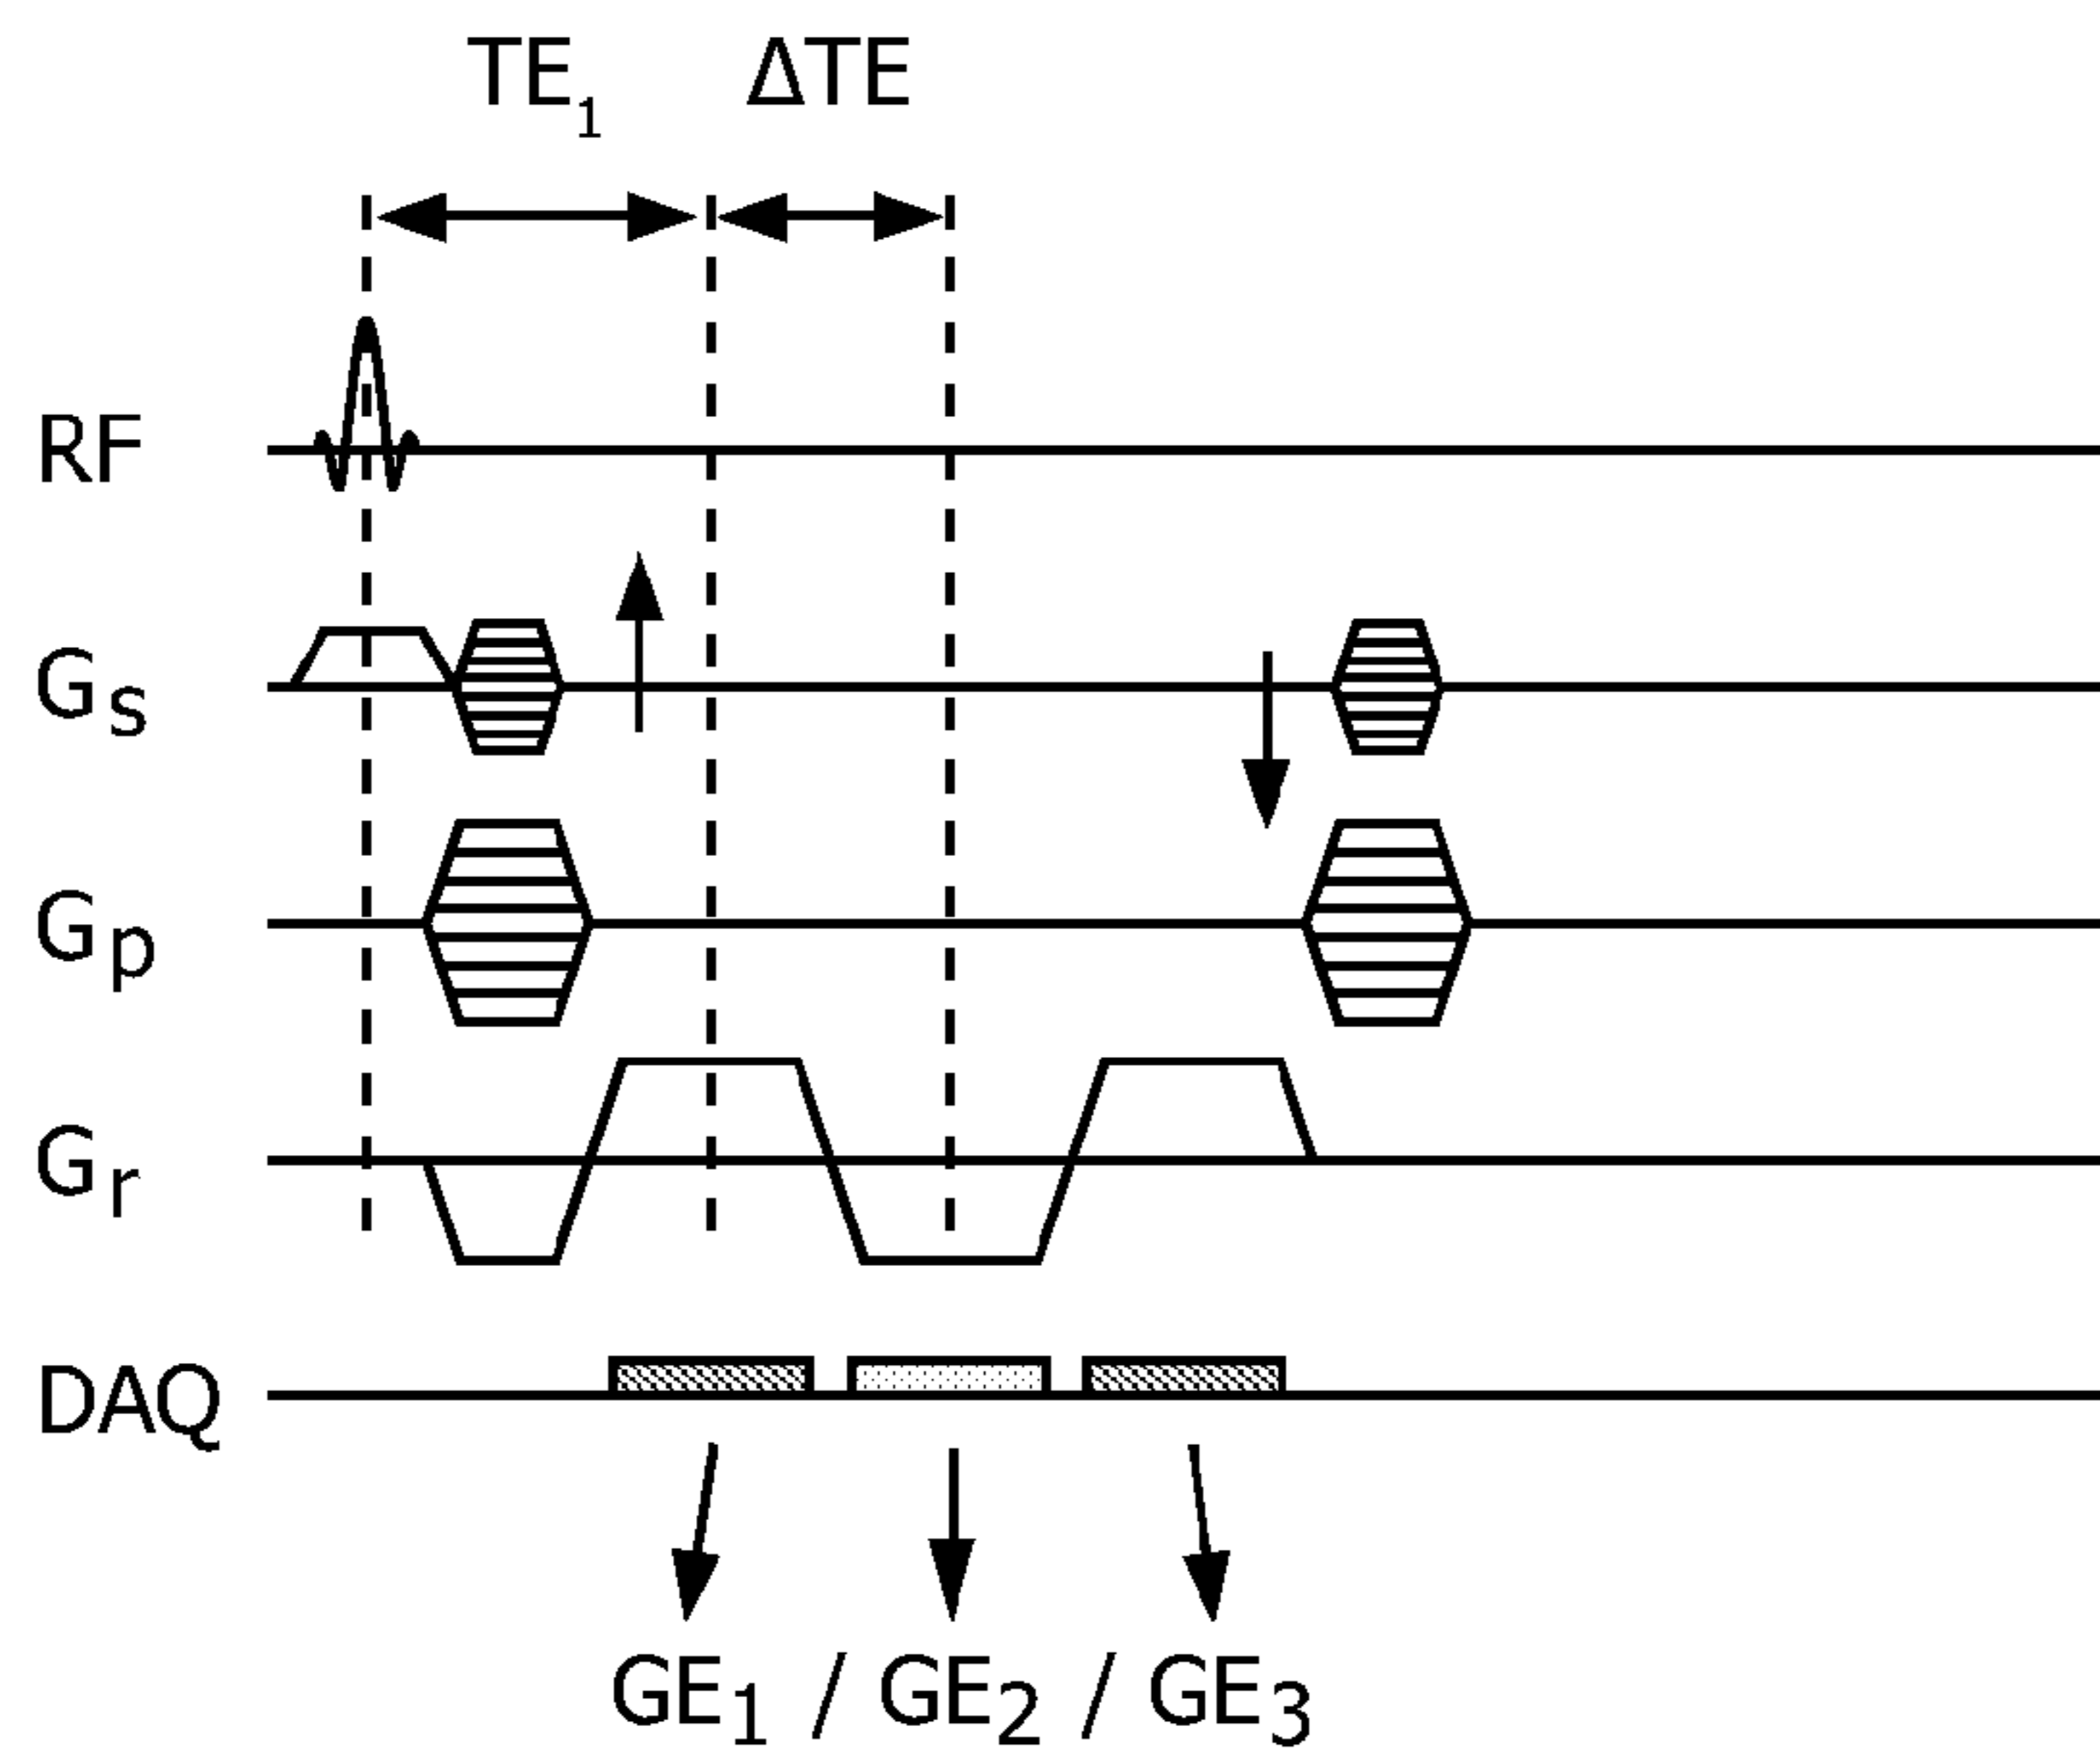 TE₁ ΔTE
RF
Gₛ
Gₚ
Gᵣ
DAQ
GE₁ / GE₂ / GE₃